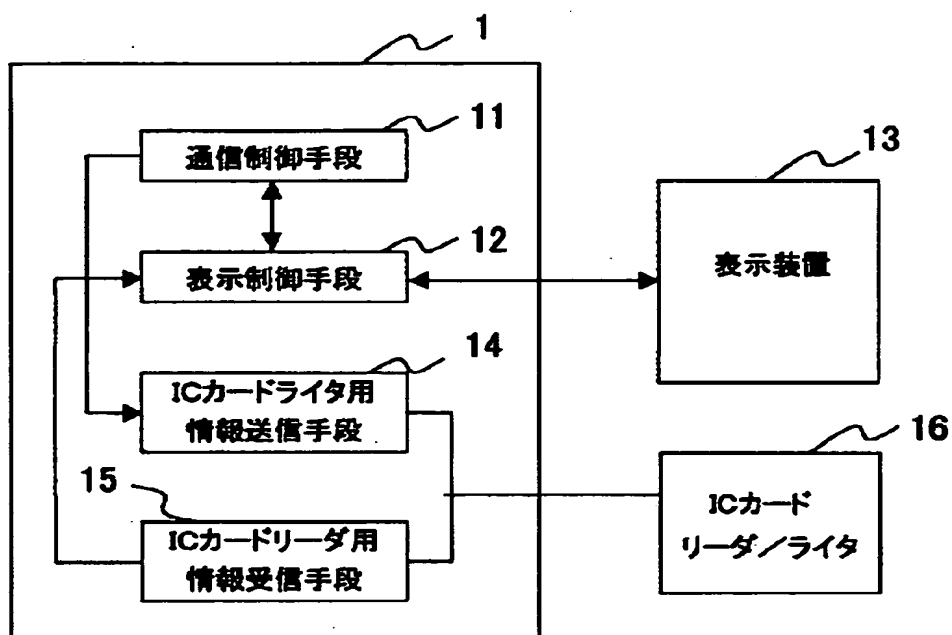 1
11
通信制御手段
13
12
表示制御手段
表示装置
14
ICカードライタ用
情報送信手段
16
15
ICカード
リーダ／ライタ
ICカードリーダ用
情報受信手段